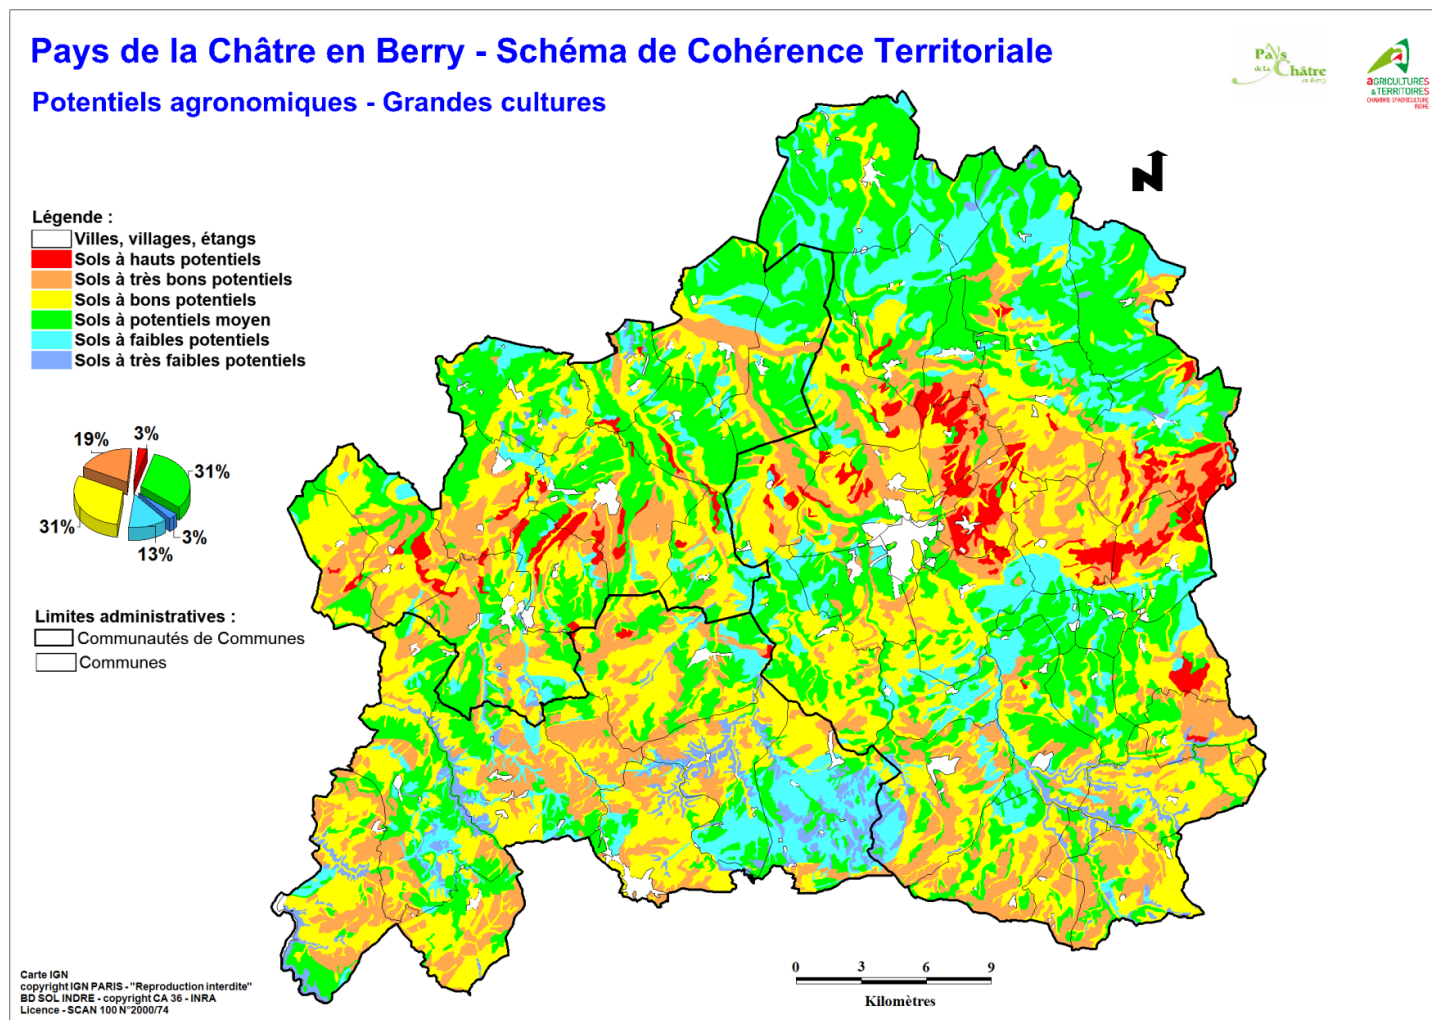 Pays de la Châtre en Berry - Schéma de Cohérence Territoriale
Potentiels agronomiques - Grandes cultures
Pays
de La Châtre
en Berry
AGRICULTURES
& TERRITOIRES
CHAMBRE D'AGRICULTURE
INDRE
N
Légende :
Villes, villages, étangs
Sols à hauts potentiels
Sols à très bons potentiels
Sols à bons potentiels
Sols à potentiels moyen
Sols à faibles potentiels
Sols à très faibles potentiels
19%
3%
31%
31%
3%
13%
Limites administratives :
Communautés de Communes
Communes
0 3 6 9
Kilomètres
Carte IGN
copyright IGN PARIS - "Reproduction interdite"
BD SOL INDRE - copyright CA 36 - INRA
Licence - SCAN 100 N°2000/74